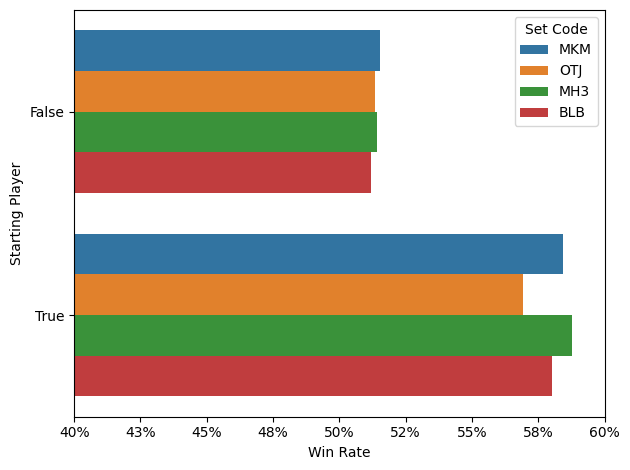 Set Code
MKM
OTJ
MH3
BLB
False
True
Starting Player
40%
43%
45%
48%
50%
52%
55%
58%
60%
Win Rate